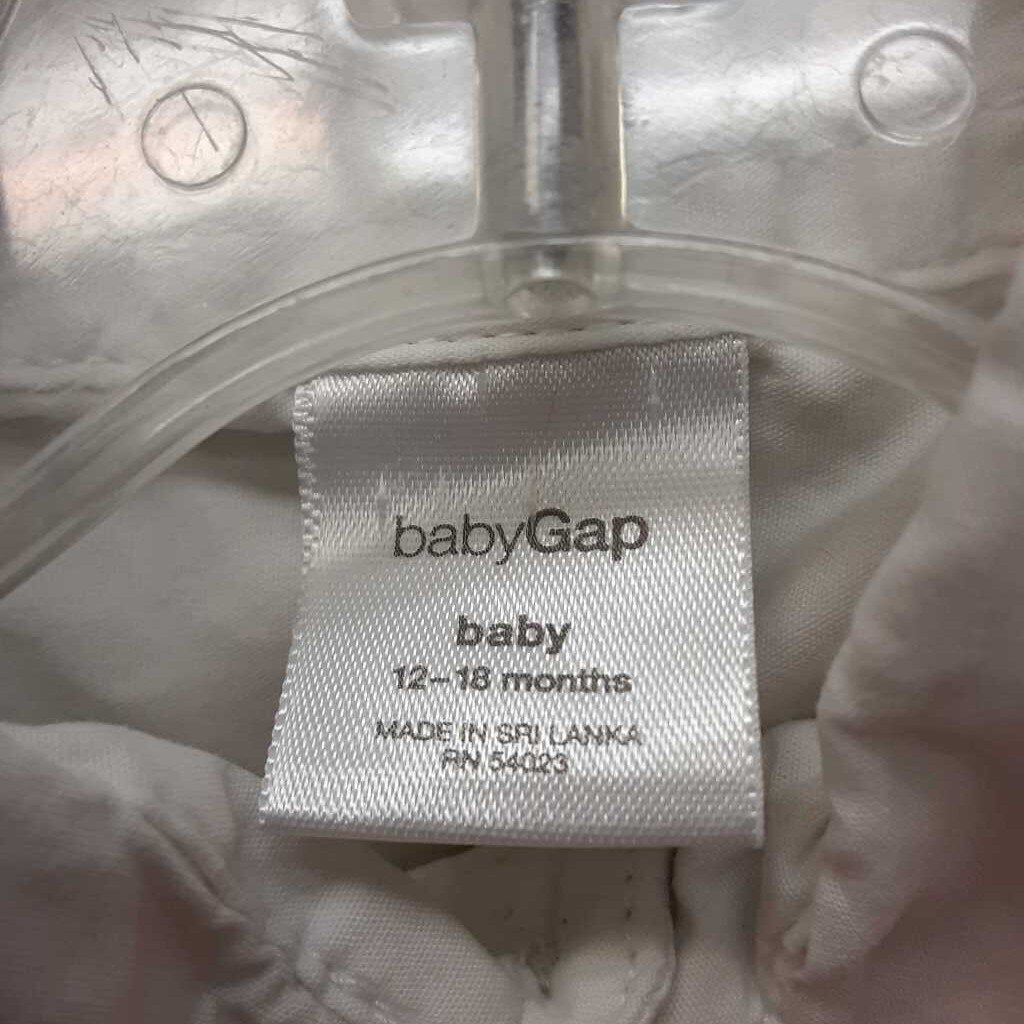 babyGap
baby
12-18 months
MADE IN SRI LANKA
RN 54023